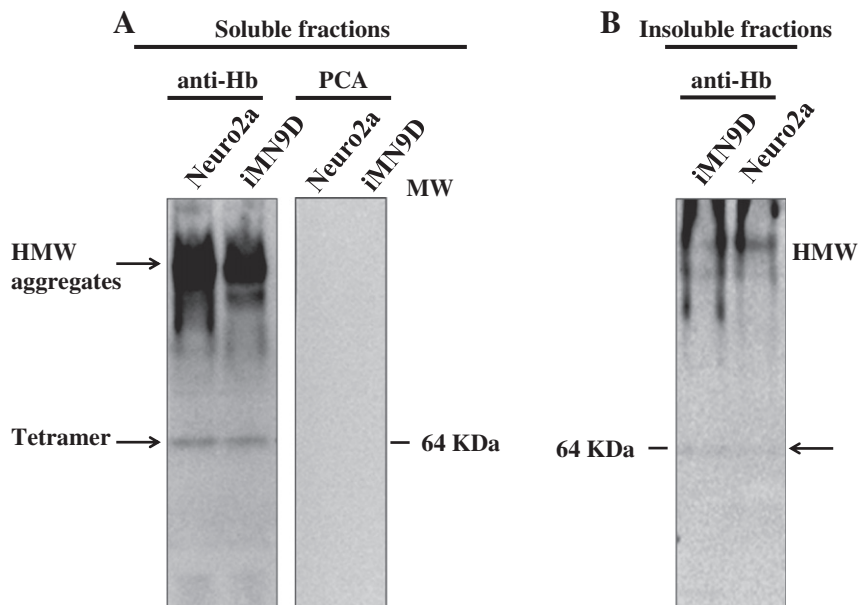 A
Soluble fractions
anti-Hb
PCA
Neuro2a
iMN9D
Neuro2a
iMN9D
MW
HMW
aggregates
Tetramer
64 KDa
B
Insoluble fractions
anti-Hb
iMN9D
Neuro2a
HMW
64 KDa